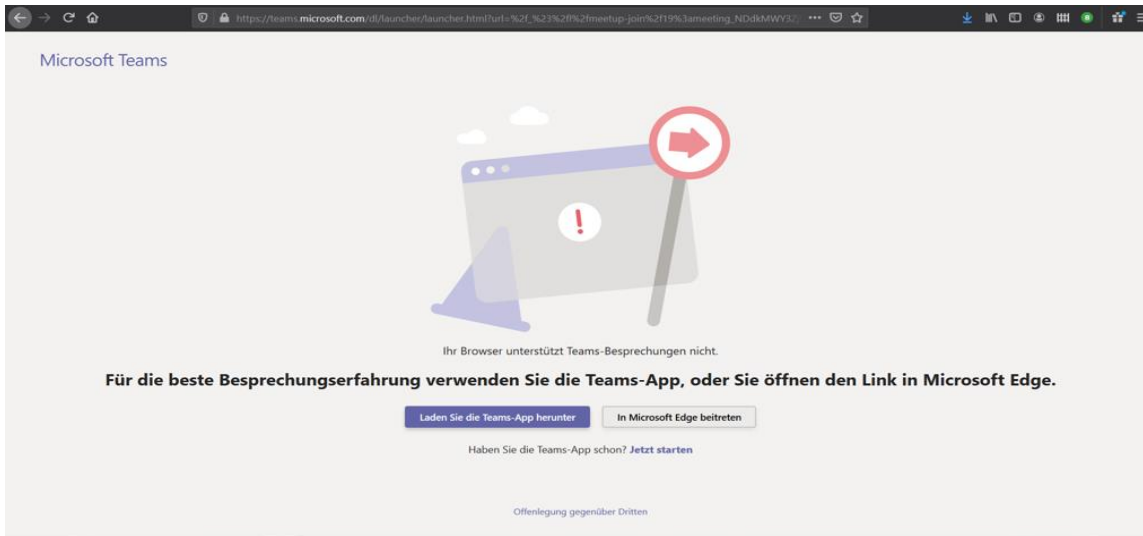 https://teams.microsoft.com/dl/launcher/launcher.html?url=%2f_%23%2fl%2fmeetup-join%2f19%3ameeting_NDdkMWY3Z
Microsoft Teams
!
Ihr Browser unterstützt Teams-Besprechungen nicht.
Für die beste Besprechungserfahrung verwenden Sie die Teams-App, oder Sie öffnen den Link in Microsoft Edge.
Laden Sie die Teams-App herunter
In Microsoft Edge beitreten
Haben Sie die Teams-App schon? Jetzt starten
Offenlegung gegenüber Dritten